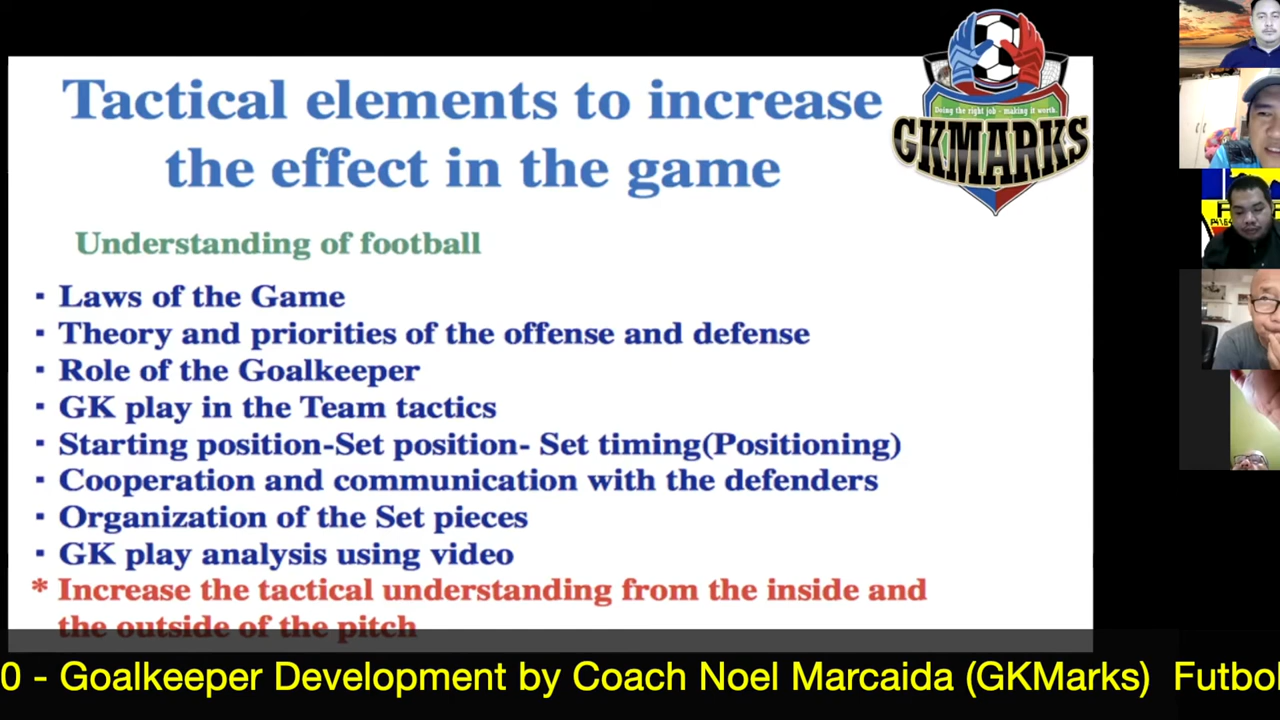 Tactical elements to increase
the effect in the game
Doing the right job - making it worth
GKMARKS
Understanding of football
▪ Laws of the Game
▪ Theory and priorities of the offense and defense
▪ Role of the Goalkeeper
▪ GK play in the Team tactics
▪ Starting position-Set position- Set timing(Positioning)
▪ Cooperation and communication with the defenders
▪ Organization of the Set pieces
▪ GK play analysis using video
* Increase the tactical understanding from the inside and
the outside of the pitch
0 - Goalkeeper Development by Coach Noel Marcaida (GKMarks) Futbol